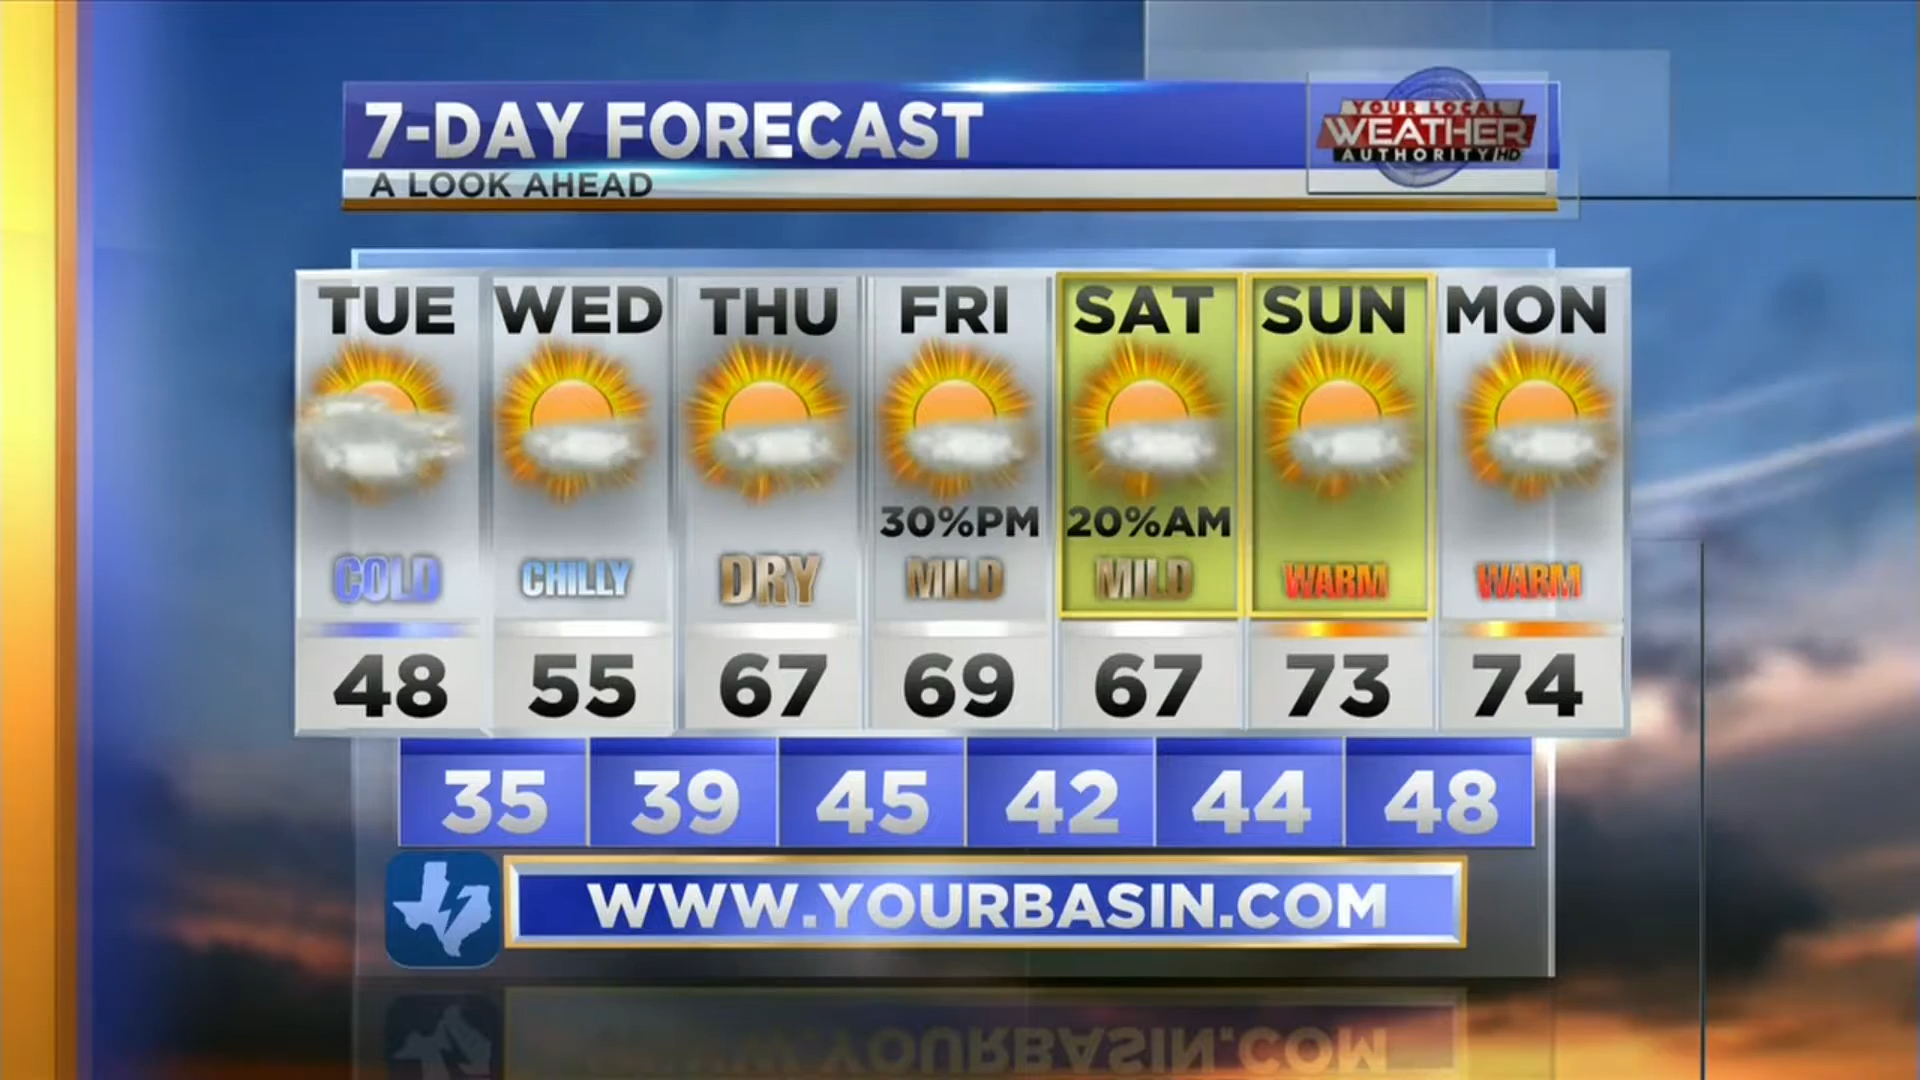 7-DAY FORECAST
A LOOK AHEAD
YOUR LOCAL
WEATHER
AUTHORITY/HD
TUE WED THU FRI SAT SUN MON
30%PM 20%AM
COLD CHILLY DRY MILD MILD WARM WARM
48 55 67 69 67 73 74
35 39 45 42 44 48
WWW.YOURBASIN.COM